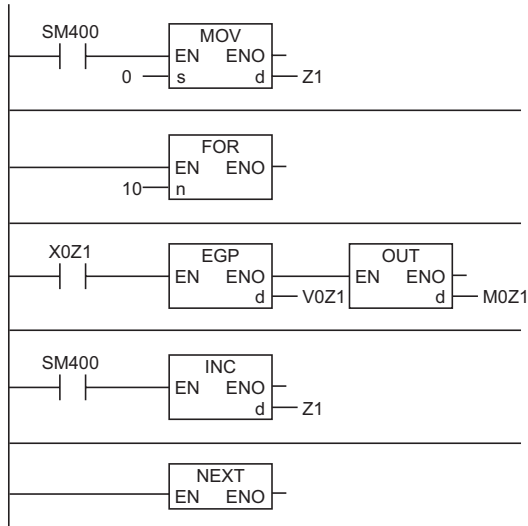 SM400
MOV
EN ENO
0 s d Z1
FOR
EN ENO
10 n
X0Z1
EGP
EN ENO
d V0Z1
OUT
EN ENO
d M0Z1
SM400
INC
EN ENO
d Z1
NEXT
EN ENO